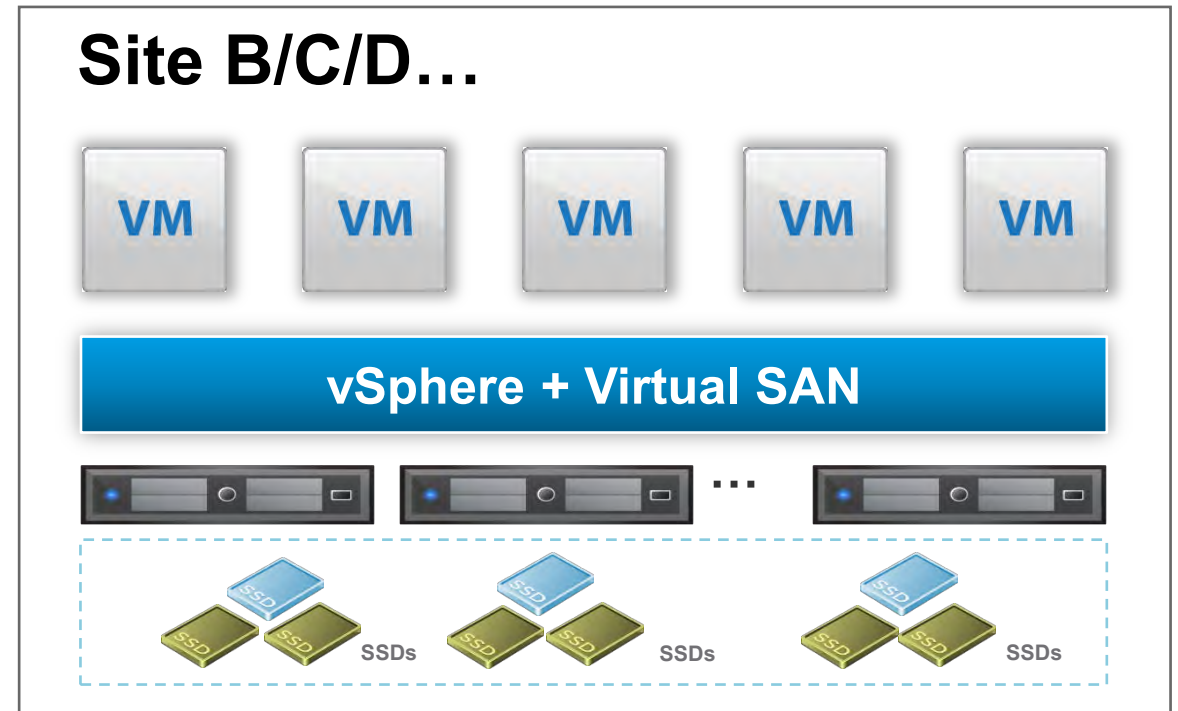 Site B/C/D…
VM VM VM VM VM
vSphere + Virtual SAN
...
SSD SSD SSD
SSD SSD SSDs SSD SSD SSDs SSD SSD SSDs